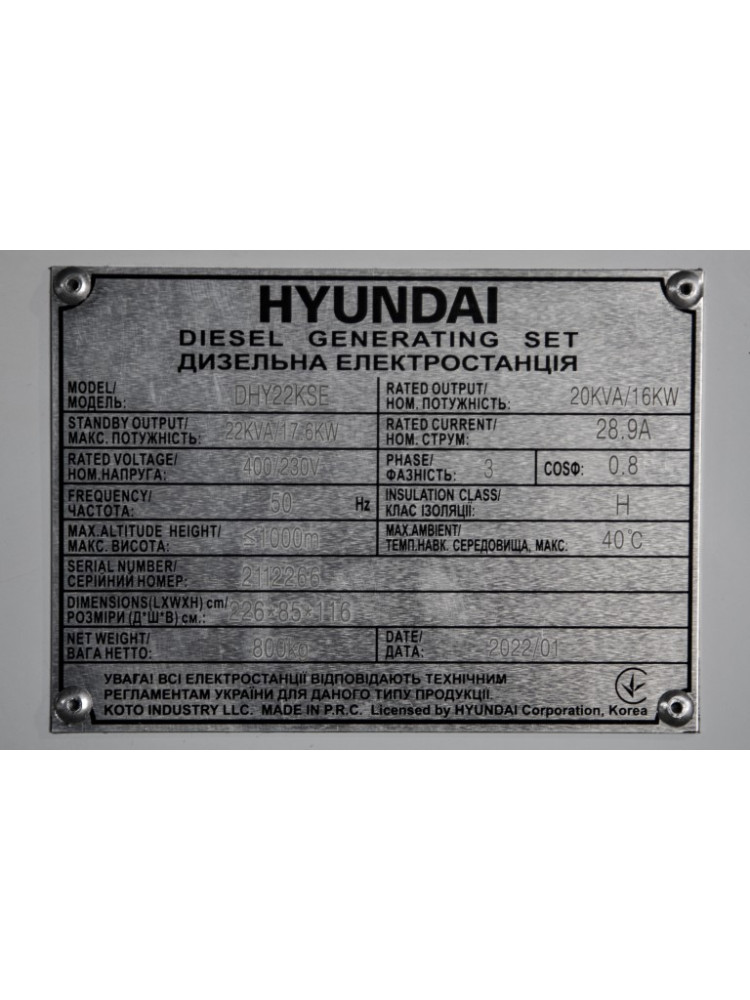 HYUNDAI
DIESEL GENERATING SET
ДИЗЕЛЬНА ЕЛЕКТРОСТАНЦІЯ
MODEL/
МОДЕЛЬ: DHY22KSE
RATED OUTPUT/
НОМ. ПОТУЖНІСТЬ: 20KVA/16KW
STANDBY OUTPUT/
МАКС. ПОТУЖНІСТЬ: 22KVA/17.6KW
RATED CURRENT/
НОМ. СТРУМ: 28.9A
RATED VOLTAGE/
НОМ.НАПРУГА: 400/230V
PHASE/
ФАЗНІСТЬ: 3
COSΦ: 0.8
FREQUENCY/
ЧАСТОТА: 50 Hz
INSULATION CLASS/
КЛАС ІЗОЛЯЦІЇ: H
MAX.ALTITUDE HEIGHT/
МАКС. ВИСОТА: ≤1000m
MAX.AMBIENT/
ТЕМП.НАВК. СЕРЕДОВИЩА, МАКС. 40℃
SERIAL NUMBER/
СЕРІЙНИЙ НОМЕР: 2112266
DIMENSIONS(LXWXH) cm/
РОЗМІРИ (Д*Ш*В) см.: 226×85×116
NET WEIGHT/
ВАГА НЕТТО: 800Kg
DATE/
ДАТА: 2022/01
УВАГА! ВСІ ЕЛЕКТРОСТАНЦІЇ ВІДПОВІДАЮТЬ ТЕХНІЧНИМ
РЕГЛАМЕНТАМ УКРАЇНИ ДЛЯ ДАНОГО ТИПУ ПРОДУКЦІЇ.
KOTO INDUSTRY LLC. MADE IN P.R.C. Licensed by HYUNDAI Corporation, Korea